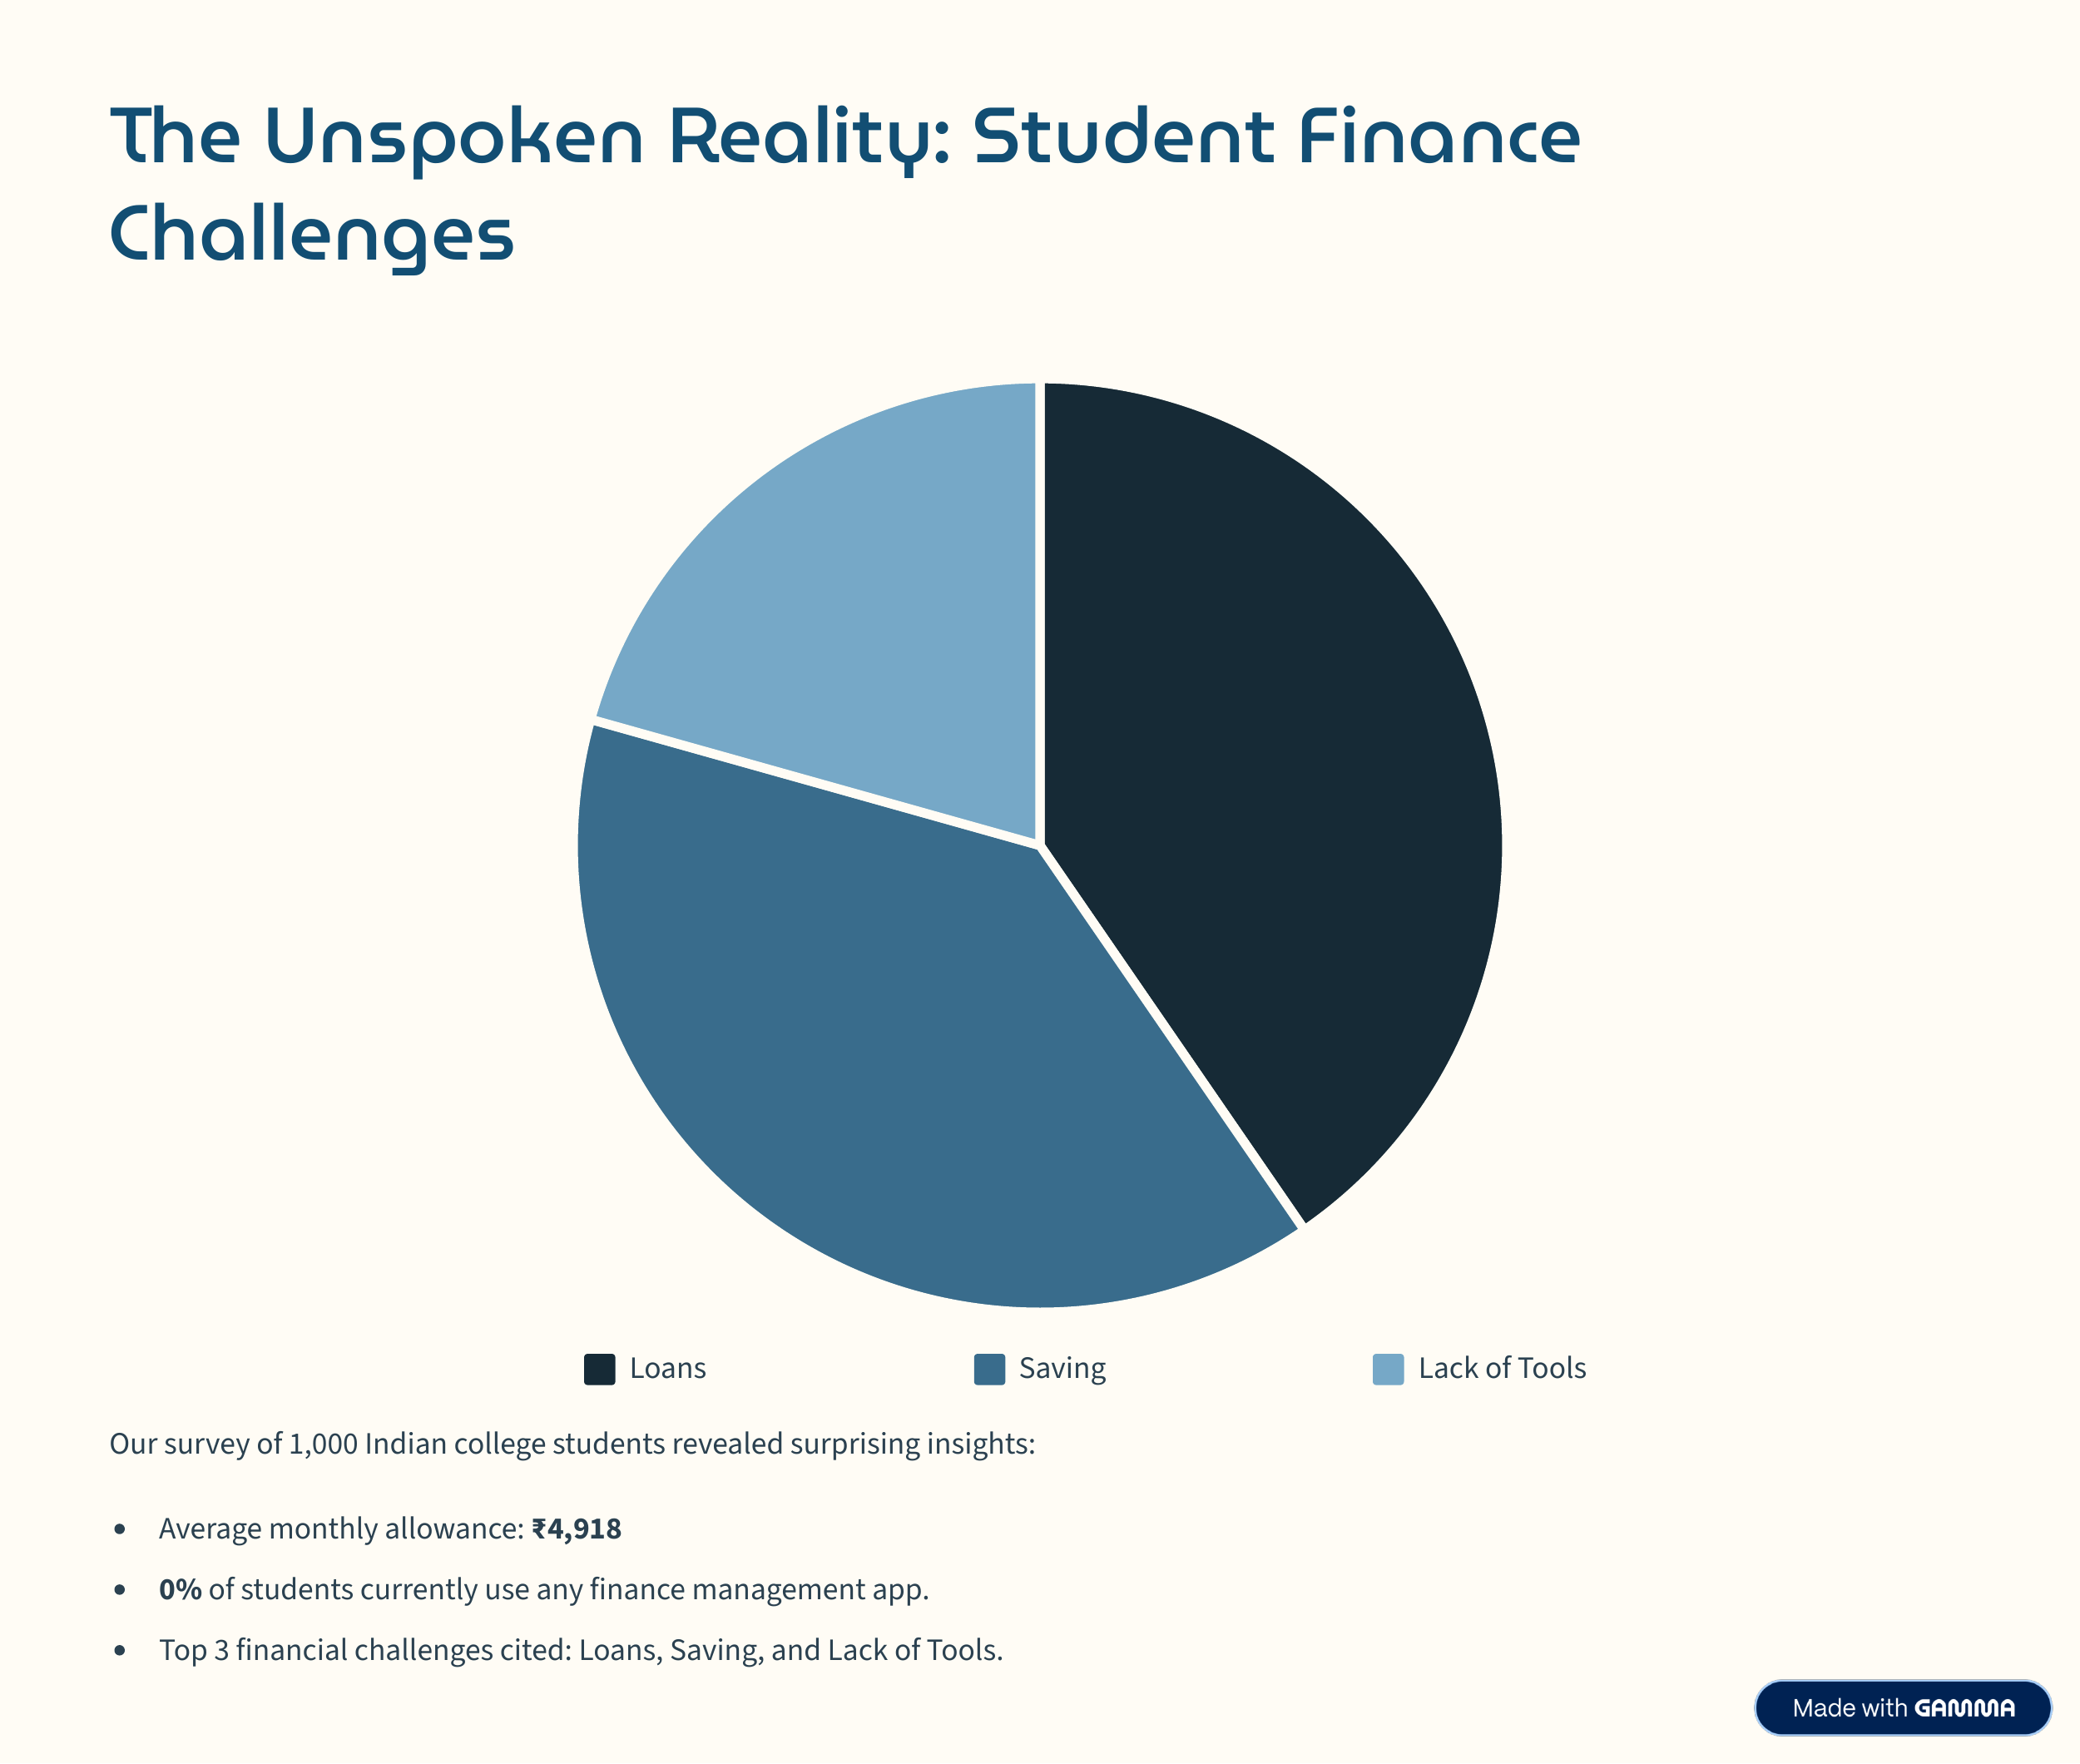 The Unspoken Reality: Student Finance
Challenges
Loans
Saving
Lack of Tools
Our survey of 1,000 Indian college students revealed surprising insights:
• Average monthly allowance: ₹4,918
• 0% of students currently use any finance management app.
• Top 3 financial challenges cited: Loans, Saving, and Lack of Tools.
Made with GAMMA